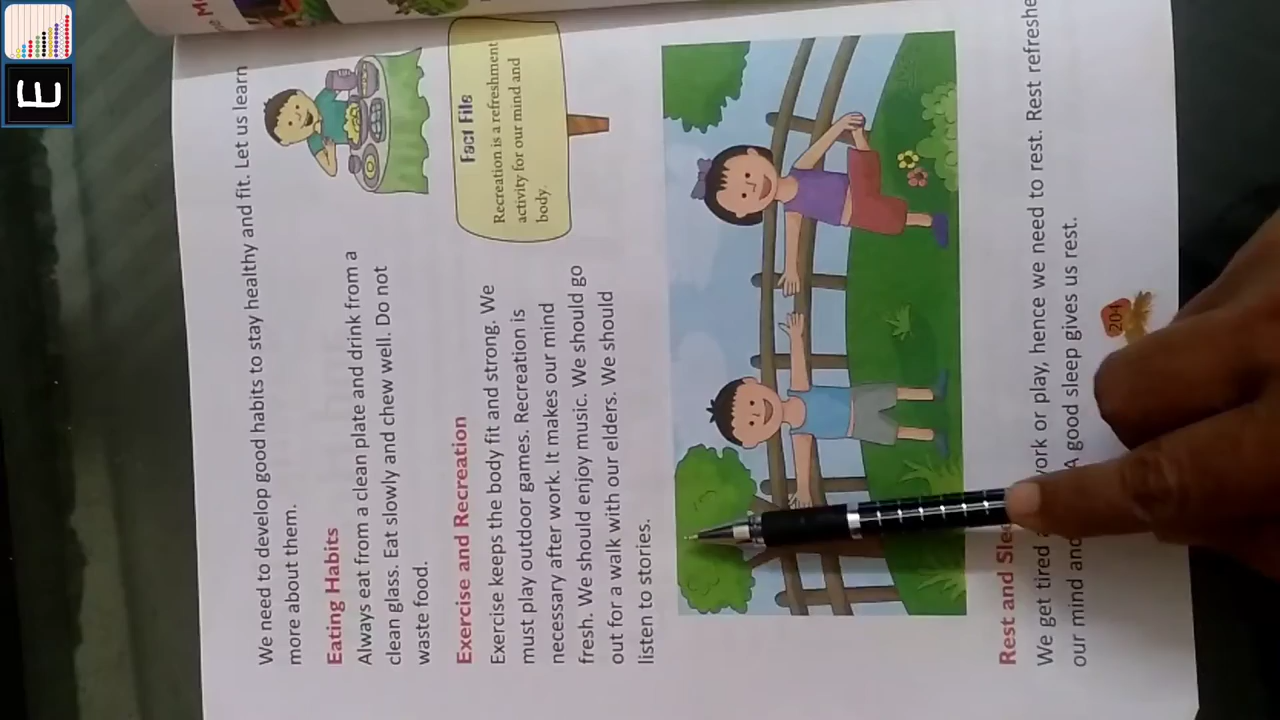 We need to develop good habits to stay healthy and fit. Let us learn
more about them.
Eating Habits
Always eat from a clean plate and drink from a
clean glass. Eat slowly and chew well. Do not
waste food.
Exercise and Recreation
Exercise keeps the body fit and strong. We
must play outdoor games. Recreation is
necessary after work. It makes our mind
fresh. We should enjoy music. We should go
out for a walk with our elders. We should
listen to stories.
Fact File
Recreation is a refreshment
activity for our mind and
body.
Rest and
We get tired work or play, hence we need to rest. Rest
our mind A good sleep gives us rest.
204
E